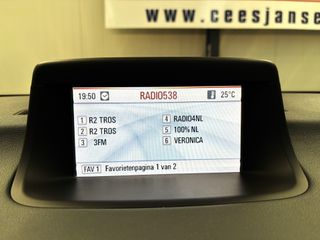 www.ceesjanse
19:50 RADIO538 25°C
1 R2 TROS
2 R2 TROS
3 3FM
4 RADIO4NL
5 100% NL
6 VERONICA
FAV 1 Favorietenpagina 1 van 2